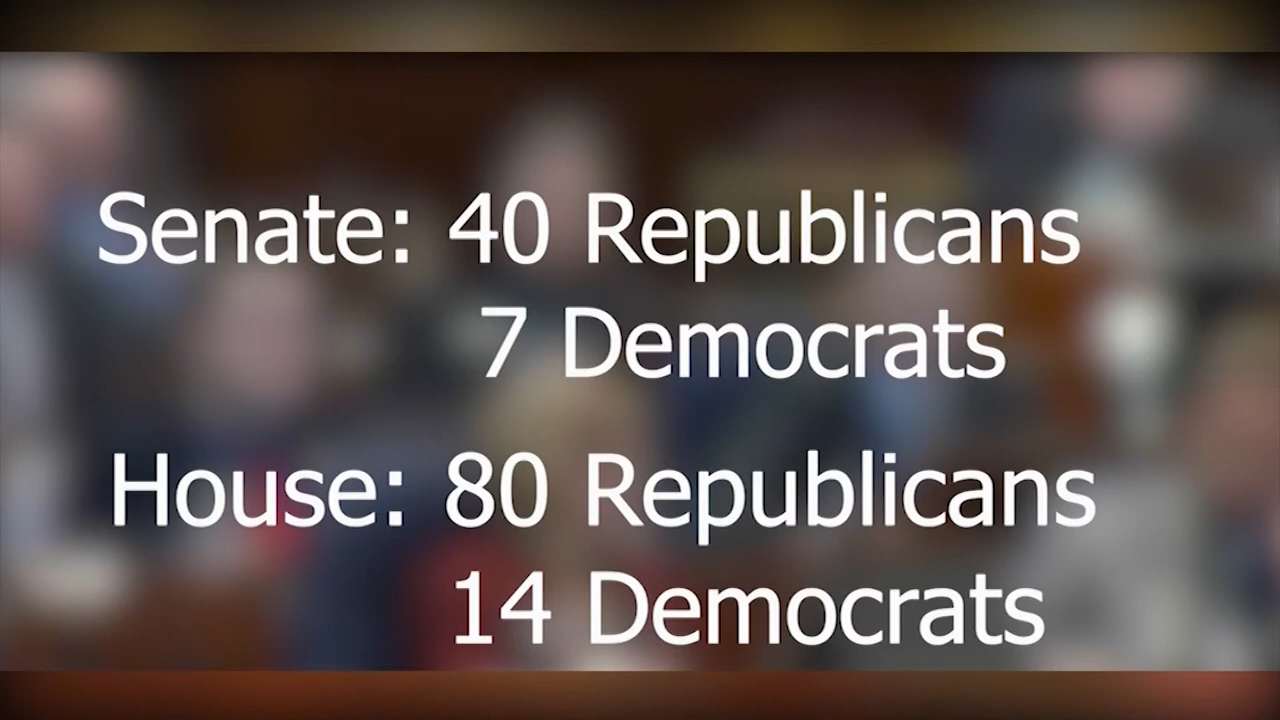 Senate: 40 Republicans
7 Democrats
House: 80 Republicans
14 Democrats